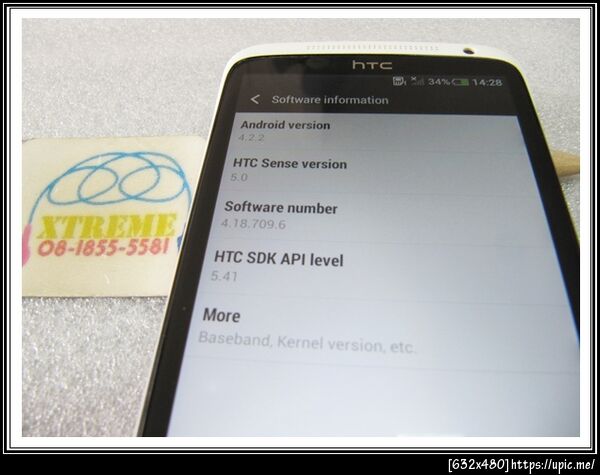 hTC
34% 14:28
< Software information
Android version
4.2.2
HTC Sense version
5.0
Software number
4.18.709.6
HTC SDK API level
5.41
More
Baseband, Kernel version, etc.
XTREME
08-1855-5581
[632x480]https://upic.me/